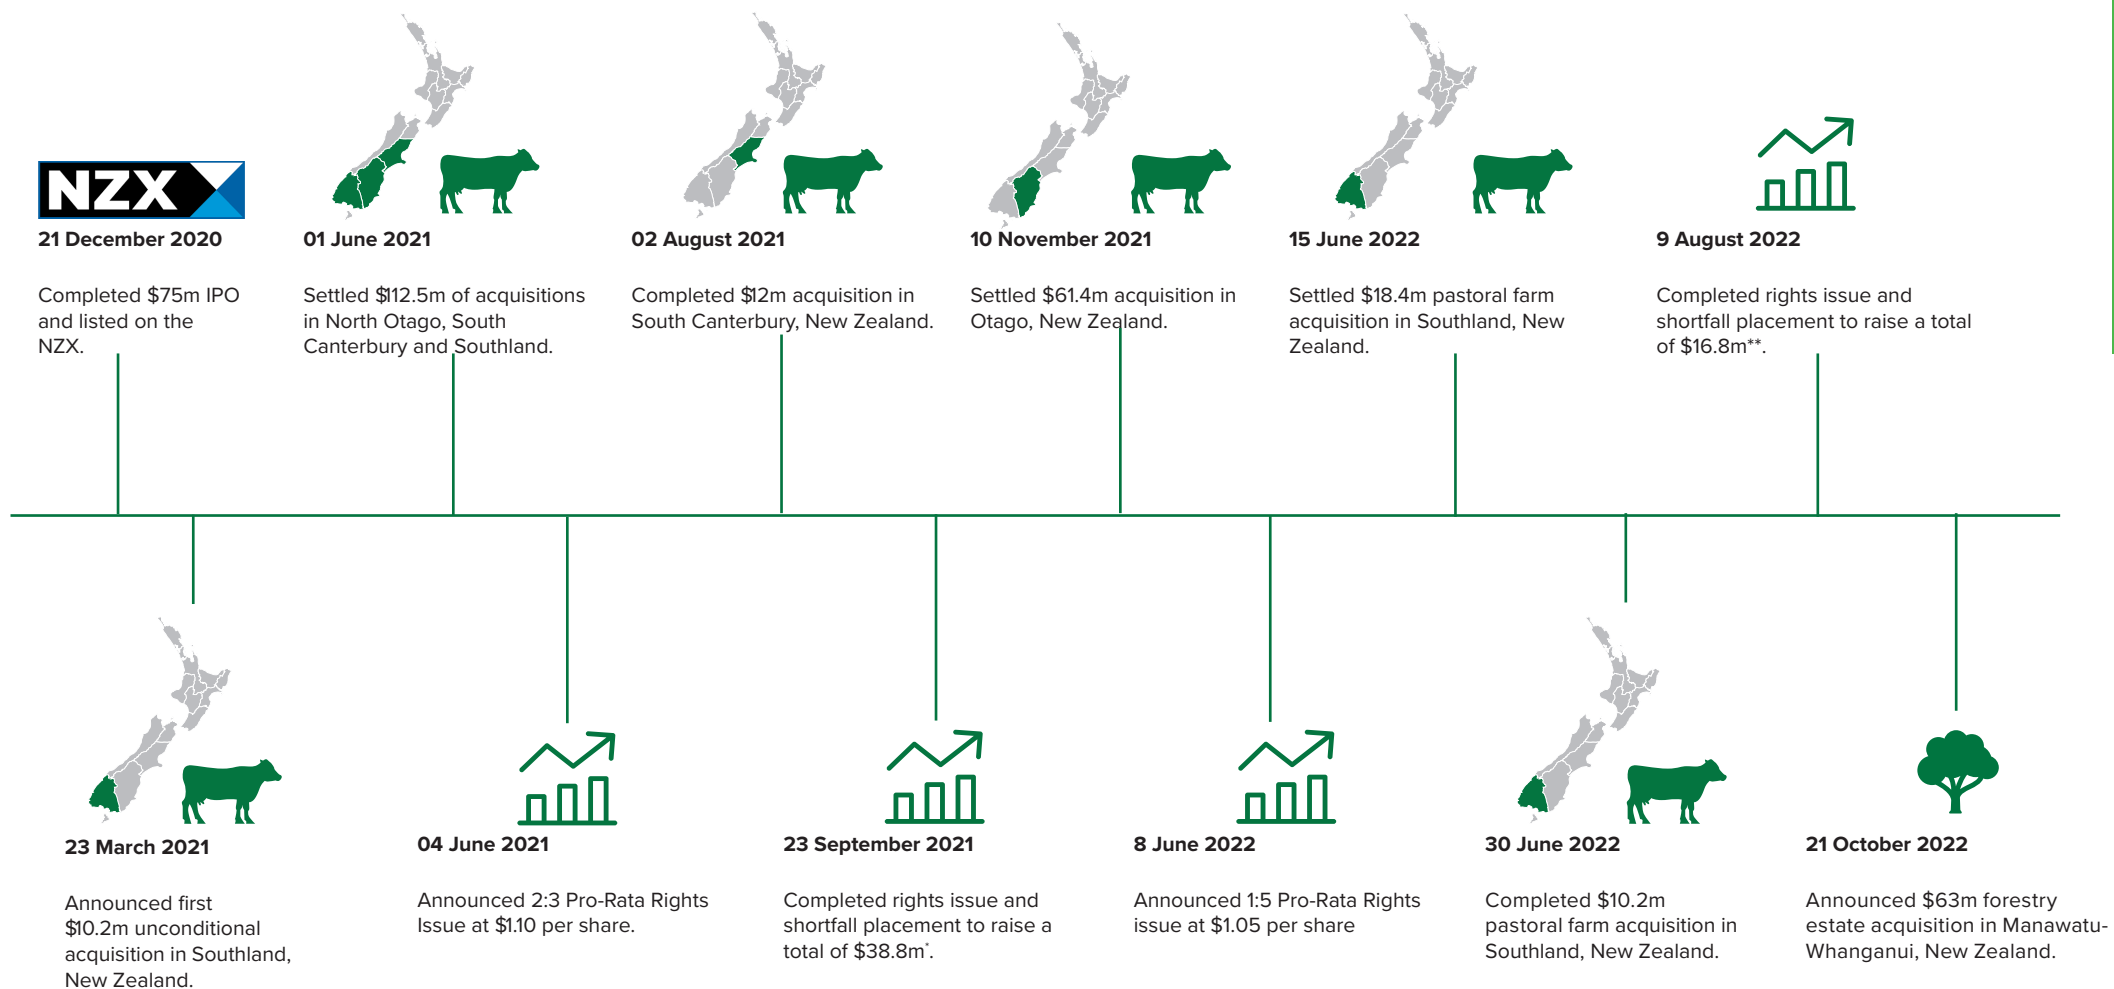 NZX
21 December 2020
Completed $75m IPO
and listed on the
NZX.
01 June 2021
Settled $112.5m of acquisitions
in North Otago, South
Canterbury and Southland.
02 August 2021
Completed $12m acquisition in
South Canterbury, New Zealand.
10 November 2021
Settled $61.4m acquisition in
Otago, New Zealand.
15 June 2022
Settled $18.4m pastoral farm
acquisition in Southland, New
Zealand.
9 August 2022
Completed rights issue and
shortfall placement to raise a total
of $16.8m**.
23 March 2021
Announced first
$10.2m unconditional
acquisition in Southland,
New Zealand.
04 June 2021
Announced 2:3 Pro-Rata Rights
Issue at $1.10 per share.
23 September 2021
Completed rights issue and
shortfall placement to raise a
total of $38.8m*.
8 June 2022
Announced 1:5 Pro-Rata Rights
issue at $1.05 per share
30 June 2022
Completed $10.2m
pastoral farm acquisition in
Southland, New Zealand.
21 October 2022
Announced $63m forestry
estate acquisition in Manawatu-
Whanganui, New Zealand.